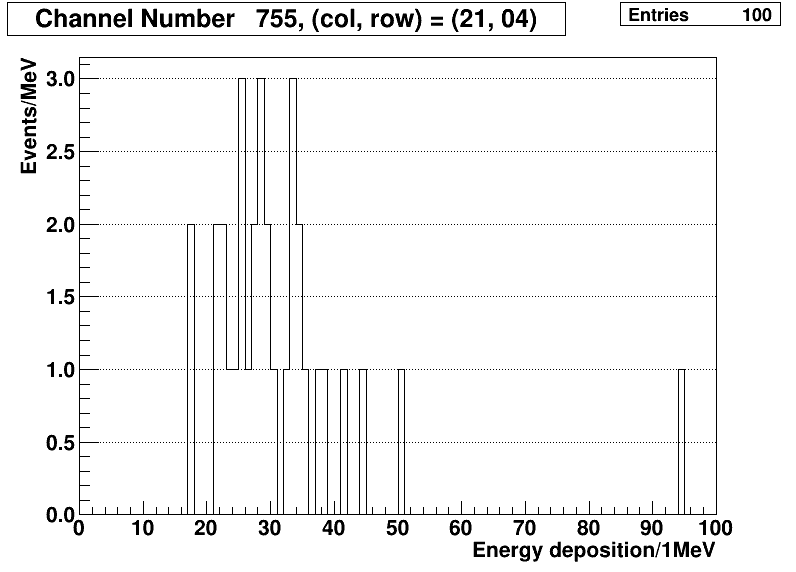 Channel Number 755, (col, row) = (21, 04)
Entries 100
Events/MeV
3.0
2.5
2.0
1.5
1.0
0.5
0.0
0 10 20 30 40 50 60 70 80 90 100
Energy deposition/1MeV